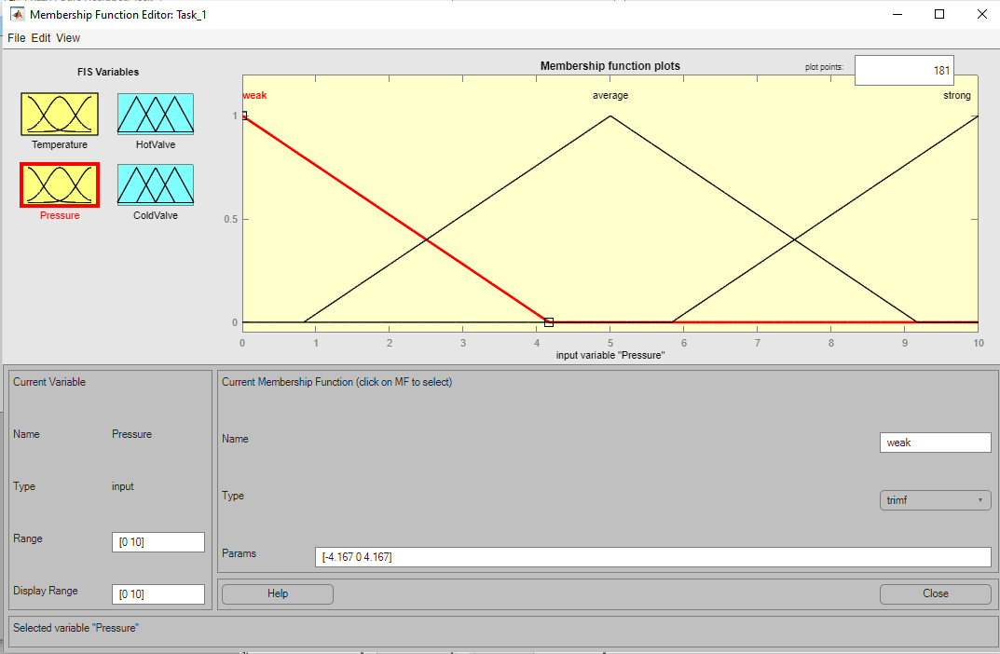 Membership Function Editor: Task_1
File Edit View
FIS Variables
Temperature
HotValve
Pressure
ColdValve
Membership function plots
plot points:
181
weak
average
strong
1
0.5
0
0 1 2 3 4 5 6 7 8 9 10
input variable "Pressure"
Current Variable
Name Pressure
Type input
Range [0 10]
Display Range [0 10]
Current Membership Function (click on MF to select)
Name weak
Type trimf
Params [-4.167 0 4.167]
Help
Close
Selected variable "Pressure"